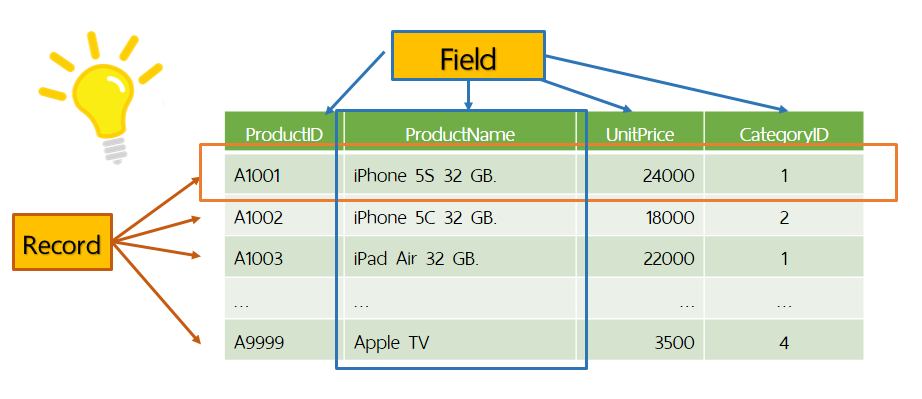 Field
ProductID ProductName UnitPrice CategoryID
A1001 iPhone 5S 32 GB. 24000 1
A1002 iPhone 5C 32 GB. 18000 2
Record
A1003 iPad Air 32 GB. 22000 1
... ... ... ...
A9999 Apple TV 3500 4